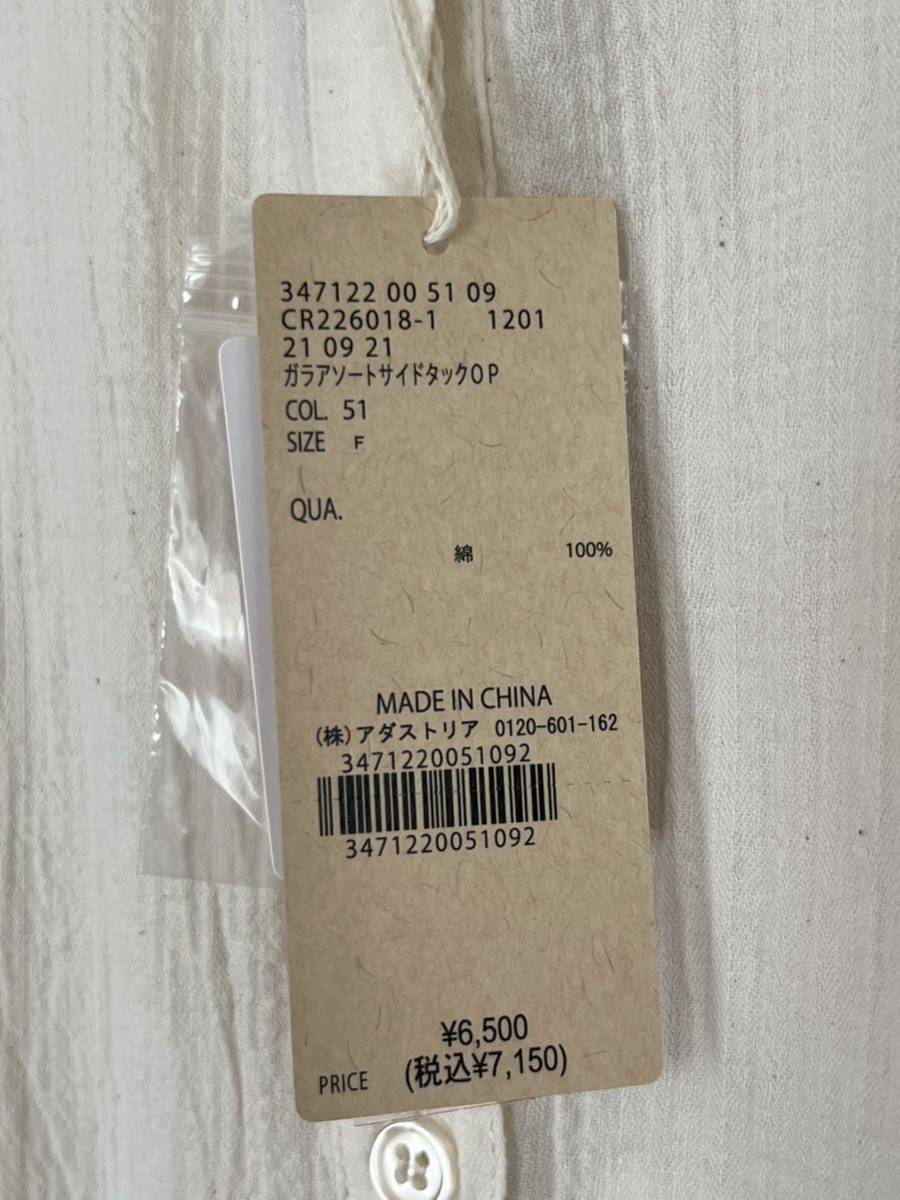 347122 00 51 09
CR226018-1 1201
21 09 21
ガラアソートサイドタックOP
COL. 51
SIZE F
QUA.
綿 100%
MADE IN CHINA
(株)アダストリア 0120-601-162
3471220051092
3471220051092
¥6,500
PRICE (税込¥7,150)